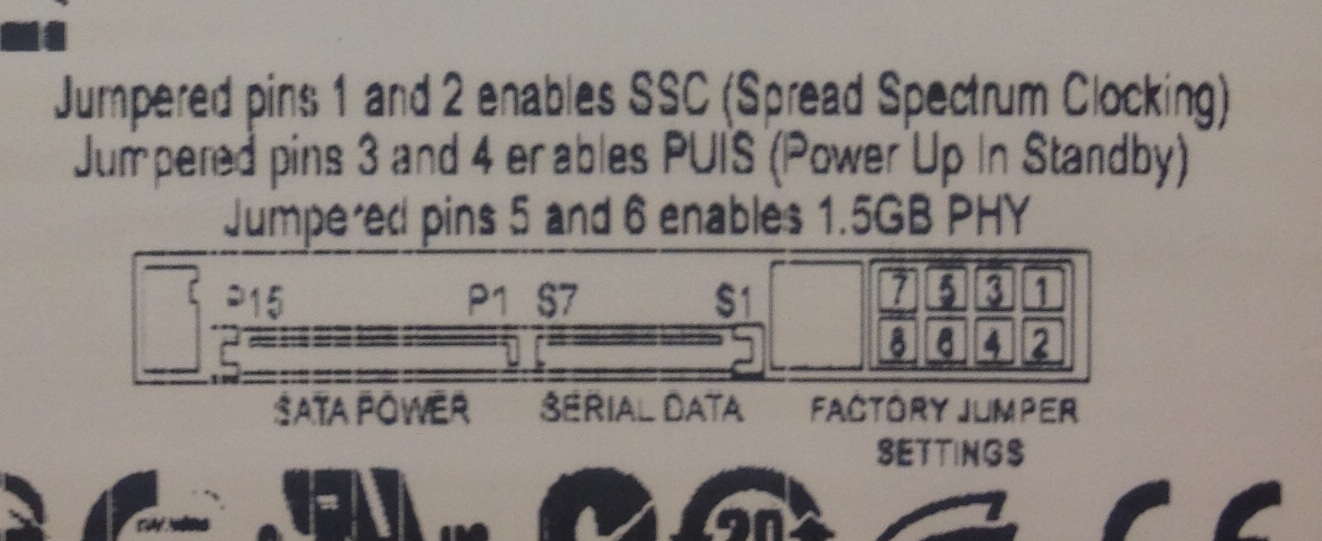 Jumpered pins 1 and 2 enables SSC (Spread Spectrum Clocking)
Jumpered pins 3 and 4 enables PUIS (Power Up In Standby)
Jumpered pins 5 and 6 enables 1.5GB PHY
P15 P1 S7 S1
7 5 3 1
8 6 4 2
SATA POWER SERIAL DATA FACTORY JUMPER
SETTINGS
20